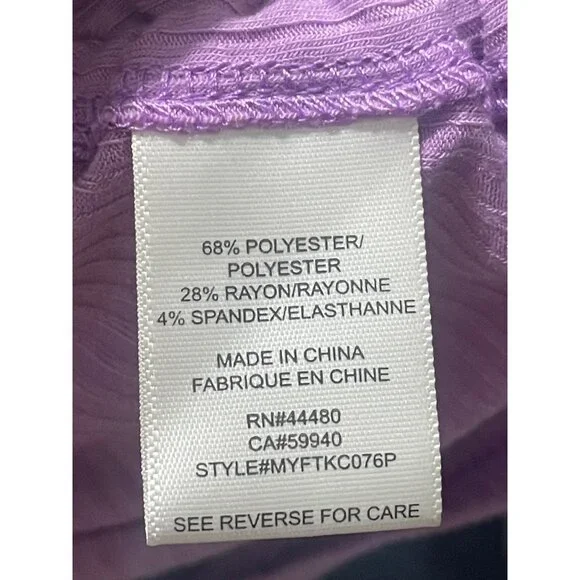 68% POLYESTER/
POLYESTER
28% RAYON/RAYONNE
4% SPANDEX/ELASTHANNE
MADE IN CHINA
FABRIQUE EN CHINE
RN#44480
CA#59940
STYLE#MYFTKC076P
SEE REVERSE FOR CARE